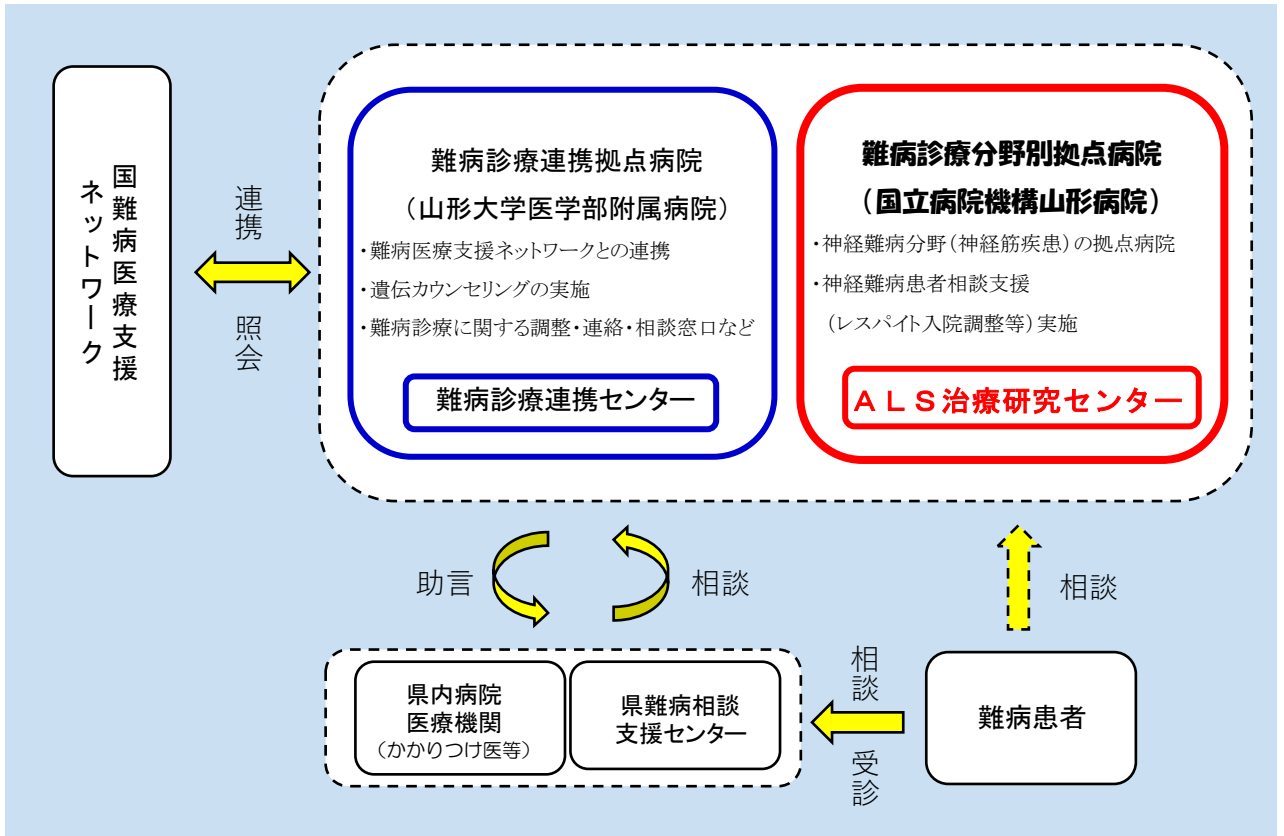 国難病医療支援
ネットワーク
連携
照会
難病診療連携拠点病院
（山形大学医学部附属病院）
・難病医療支援ネットワークとの連携
・遺伝カウンセリングの実施
・難病診療に関する調整・連絡・相談窓口など
難病診療連携センター
難病診療分野別拠点病院
（国立病院機構山形病院）
・神経難病分野（神経筋疾患）の拠点病院
・神経難病患者相談支援
（レスパイト入院調整等）実施
ＡＬＳ治療研究センター
助言
相談
相談
県内病院
医療機関
（かかりつけ医等）
県難病相談
支援センター
相談
受診
難病患者